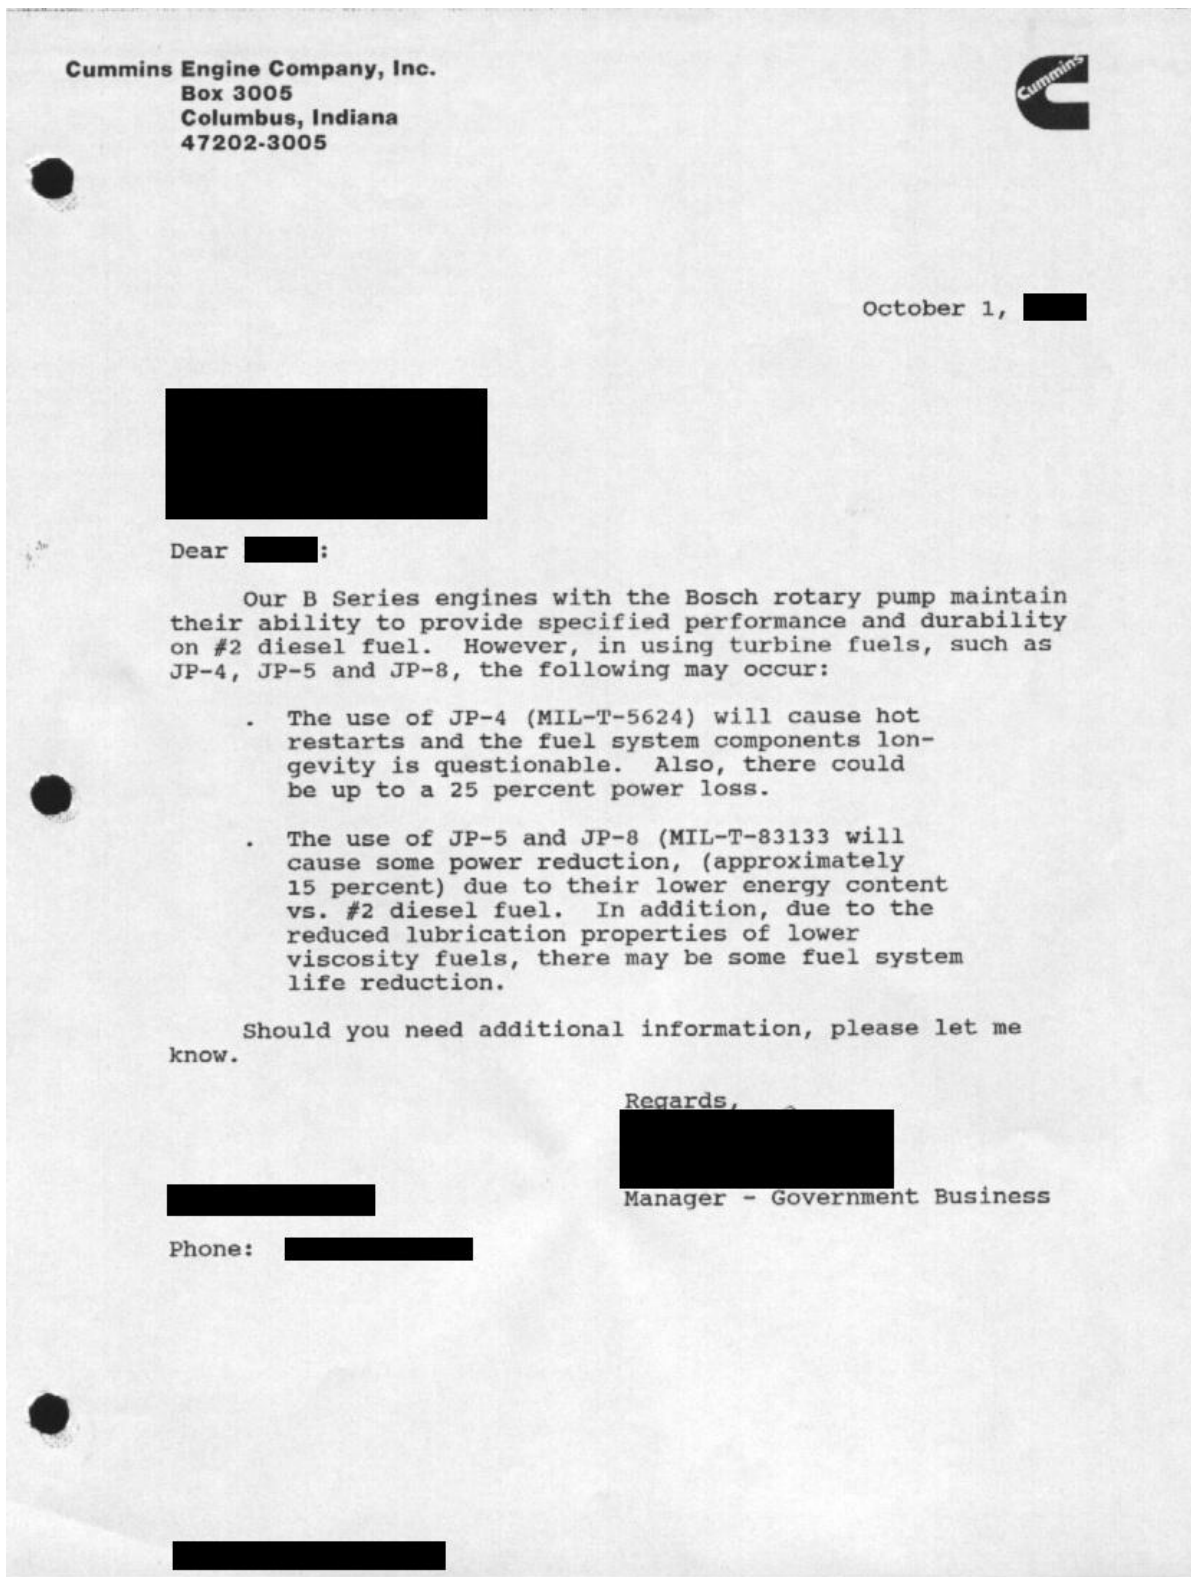 Cummins Engine Company, Inc.
Box 3005
Columbus, Indiana
47202-3005
Cummins
October 1,
Dear :
Our B Series engines with the Bosch rotary pump maintain
their ability to provide specified performance and durability
on #2 diesel fuel. However, in using turbine fuels, such as
JP-4, JP-5 and JP-8, the following may occur:
. The use of JP-4 (MIL-T-5624) will cause hot
restarts and the fuel system components lon-
gevity is questionable. Also, there could
be up to a 25 percent power loss.
. The use of JP-5 and JP-8 (MIL-T-83133 will
cause some power reduction, (approximately
15 percent) due to their lower energy content
vs. #2 diesel fuel. In addition, due to the
reduced lubrication properties of lower
viscosity fuels, there may be some fuel system
life reduction.
Should you need additional information, please let me
know.
Regards,
Manager - Government Business
Phone: